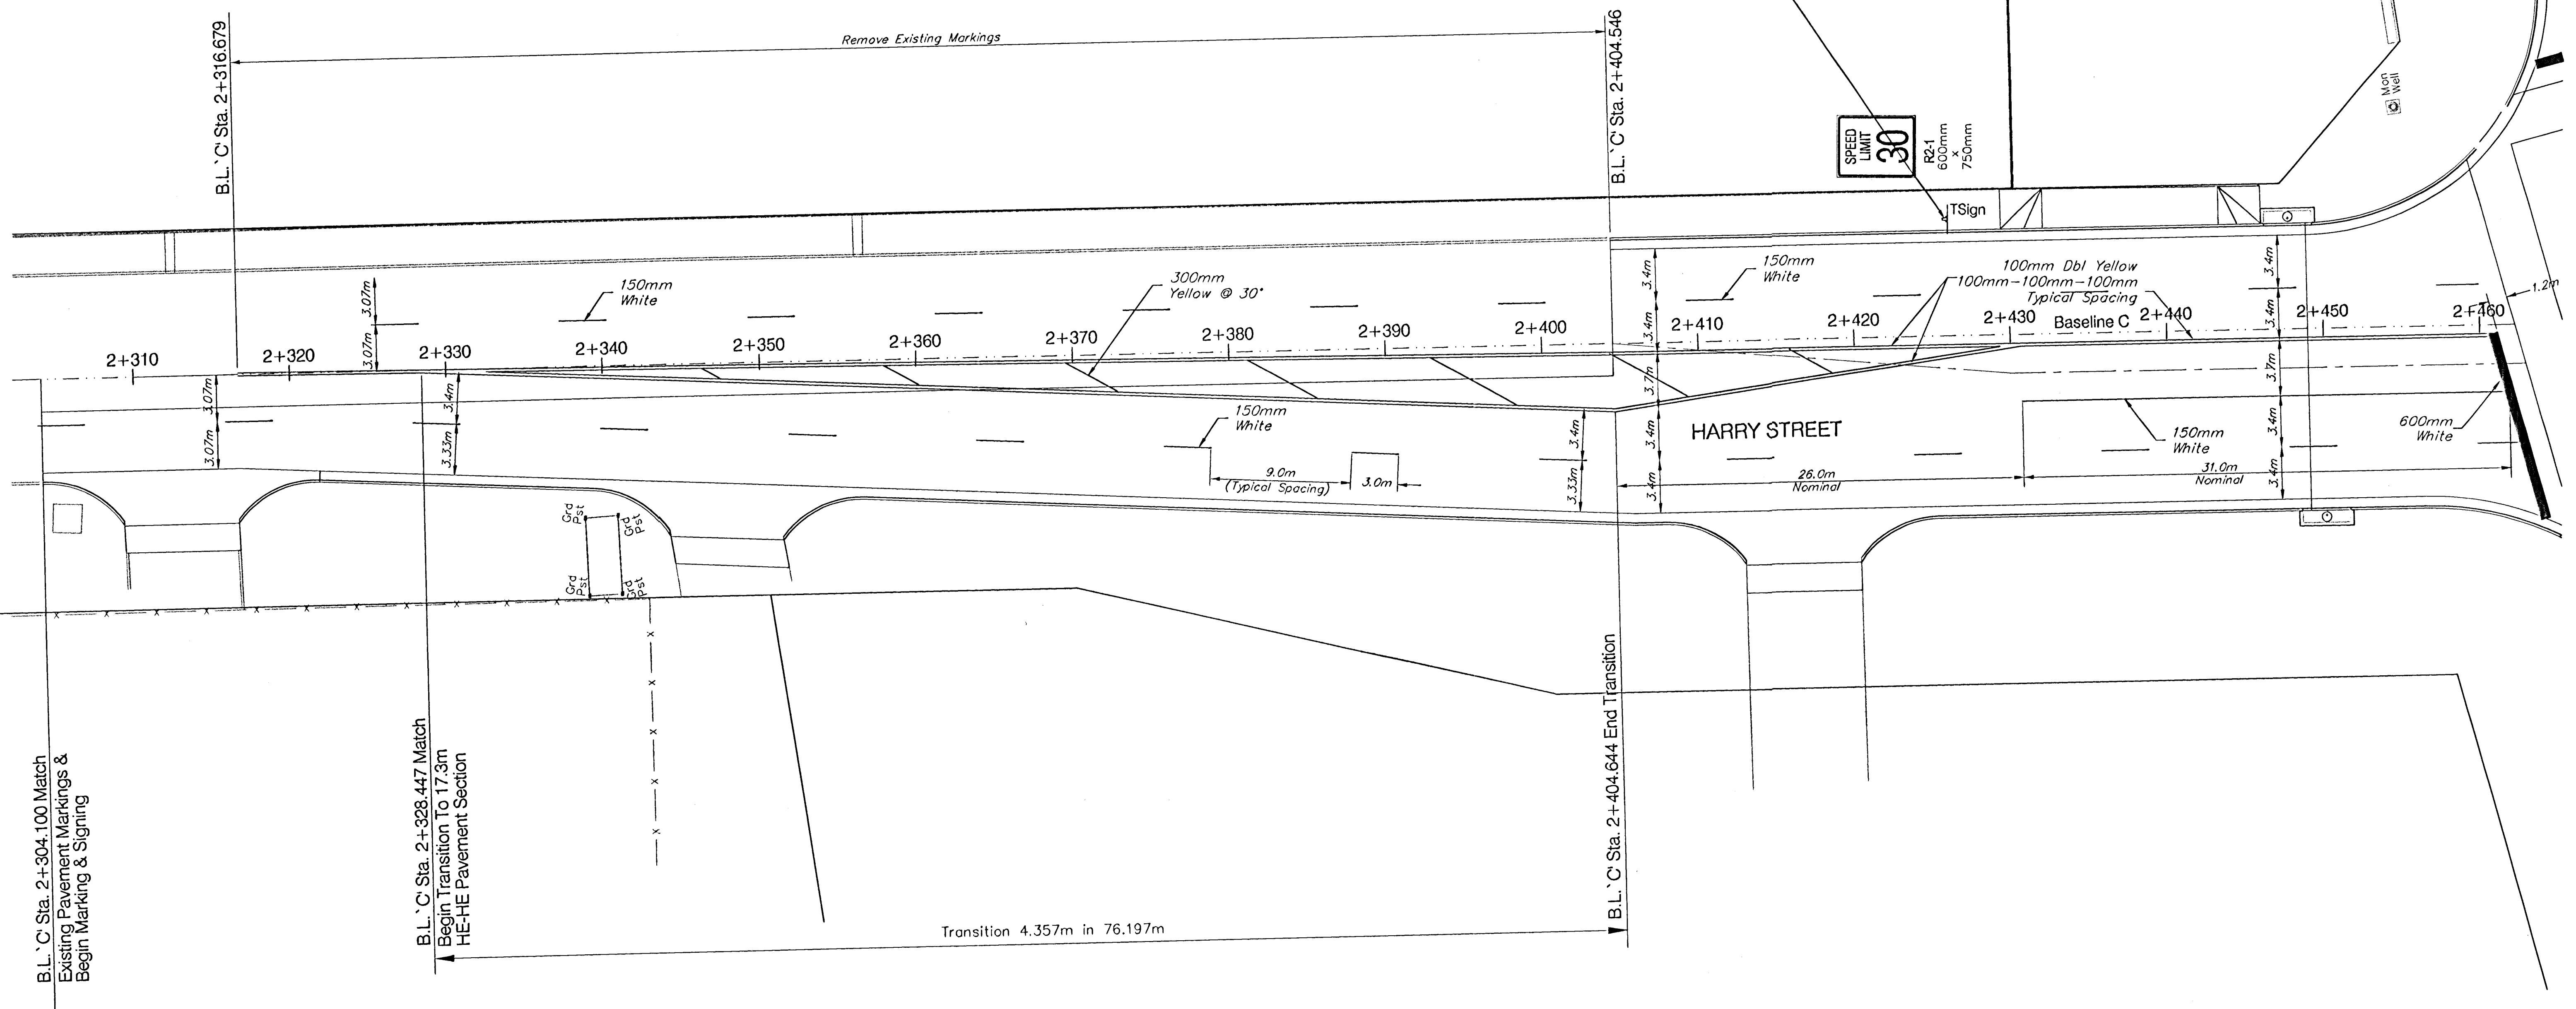 B.L. `C' Sta. 2+316.679
Remove Existing Markings
B.L. `C' Sta. 2+404.546
SPEED
LIMIT
30
R2-1
600mm
x
750mm
Mon
Well
TSign
3.07m
3.07m
150mm
White
300mm
Yellow @ 30°
3.4m
3.4m
150mm
White
100mm Dbl Yellow
100mm-100mm-100mm
Typical Spacing
3.4m
3.4m
1.2m
2+310
2+320
2+330
2+340
2+350
2+360
2+370
2+380
2+390
2+400
2+410
2+420
2+430
2+440
2+450
2+460
Baseline C
3.07m
3.07m
3.4m
3.33m
150mm
White
9.0m
(Typical Spacing)
3.0m
3.4m
3.33m
3.7m
3.4m
3.4m
HARRY STREET
26.0m
Nominal
3.7m
3.4m
3.4m
150mm
White
31.0m
Nominal
600mm
White
Grd
Pst
Grd
Pst
Grd
Pst
Grd
Pst
B.L. `C' Sta. 2+304.100 Match
Existing Pavement Markings &
Begin Marking & Signing
B.L. `C' Sta. 2+328.447 Match
Begin Transition To 17.3m
HE-HE Pavement Section
Transition 4.357m in 76.197m
B.L. `C' Sta. 2+404.644 End Transition